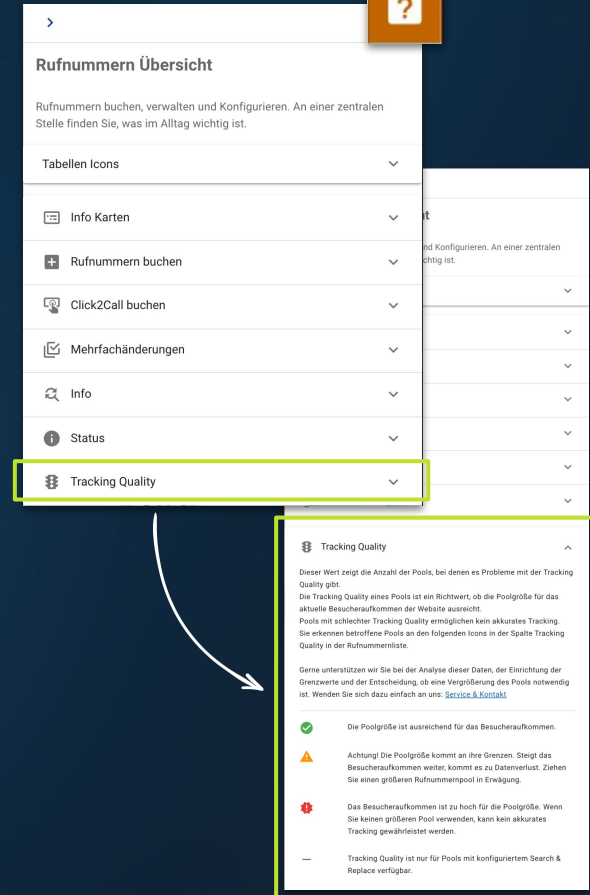 ?
Rufnummern Übersicht
Rufnummern buchen, verwalten und Konfigurieren. An einer zentralen
Stelle finden Sie, was im Alltag wichtig ist.
Tabellen Icons
Info Karten
Rufnummern buchen
Click2Call buchen
Mehrfachänderungen
Info
Status
Tracking Quality
nd Konfigurieren. An einer zentralen
chtig ist.
Tracking Quality
Dieser Wert zeigt die Anzahl der Pools, bei denen es Probleme mit der Tracking
Quality gibt.
Die Tracking Quality eines Pools ist ein Richtwert, ob die Poolgröße für das
aktuelle Besucheraufkommen der Website ausreicht.
Pools mit schlechter Tracking Quality ermöglichen kein akkurates Tracking.
Sie erkennen betroffene Pools an den folgenden Icons in der Spalte Tracking
Quality in der Rufnummernliste.
Gerne unterstützen wir Sie bei der Analyse dieser Daten, der Einrichtung der
Grenzwerte und der Entscheidung, ob eine Vergrößerung des Pools notwendig
ist. Wenden Sie sich dazu einfach an uns: Service & Kontakt
Die Poolgröße ist ausreichend für das Besucheraufkommen.
Achtung! Die Poolgröße kommt an ihre Grenzen. Steigt das
Besucheraufkommen weiter, kommt es zu Datenverlust. Ziehen
Sie einen größeren Rufnummernpool in Erwägung.
Das Besucheraufkommen ist zu hoch für die Poolgröße. Wenn
Sie keinen größeren Pool verwenden, kann kein akkurates
Tracking gewährleistet werden.
Tracking Quality ist nur für Pools mit konfiguriertem Search &
Replace verfügbar.